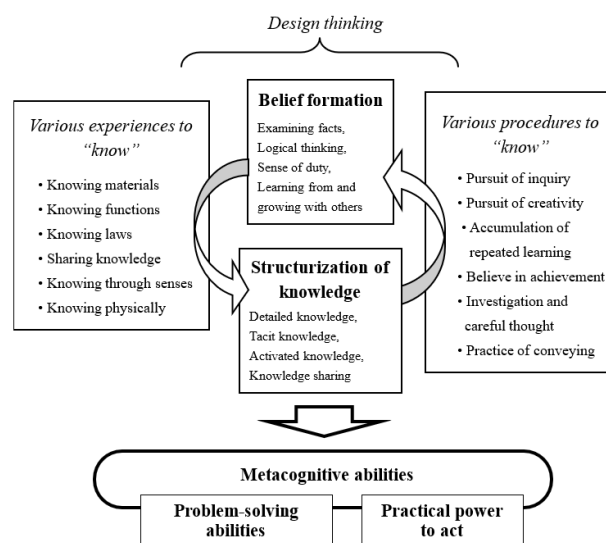 Design thinking
Various experiences to
“know”
• Knowing materials
• Knowing functions
• Knowing laws
• Sharing knowledge
• Knowing through senses
• Knowing physically
Belief formation
Examining facts,
Logical thinking,
Sense of duty,
Learning from and
growing with others
Structurization of
knowledge
Detailed knowledge,
Tacit knowledge,
Activated knowledge,
Knowledge sharing
Various procedures to
“know”
• Pursuit of inquiry
• Pursuit of creativity
• Accumulation of
repeated learning
• Believe in achievement
• Investigation and
careful thought
• Practice of conveying
Metacognitive abilities
Problem-solving
abilities
Practical power
to act